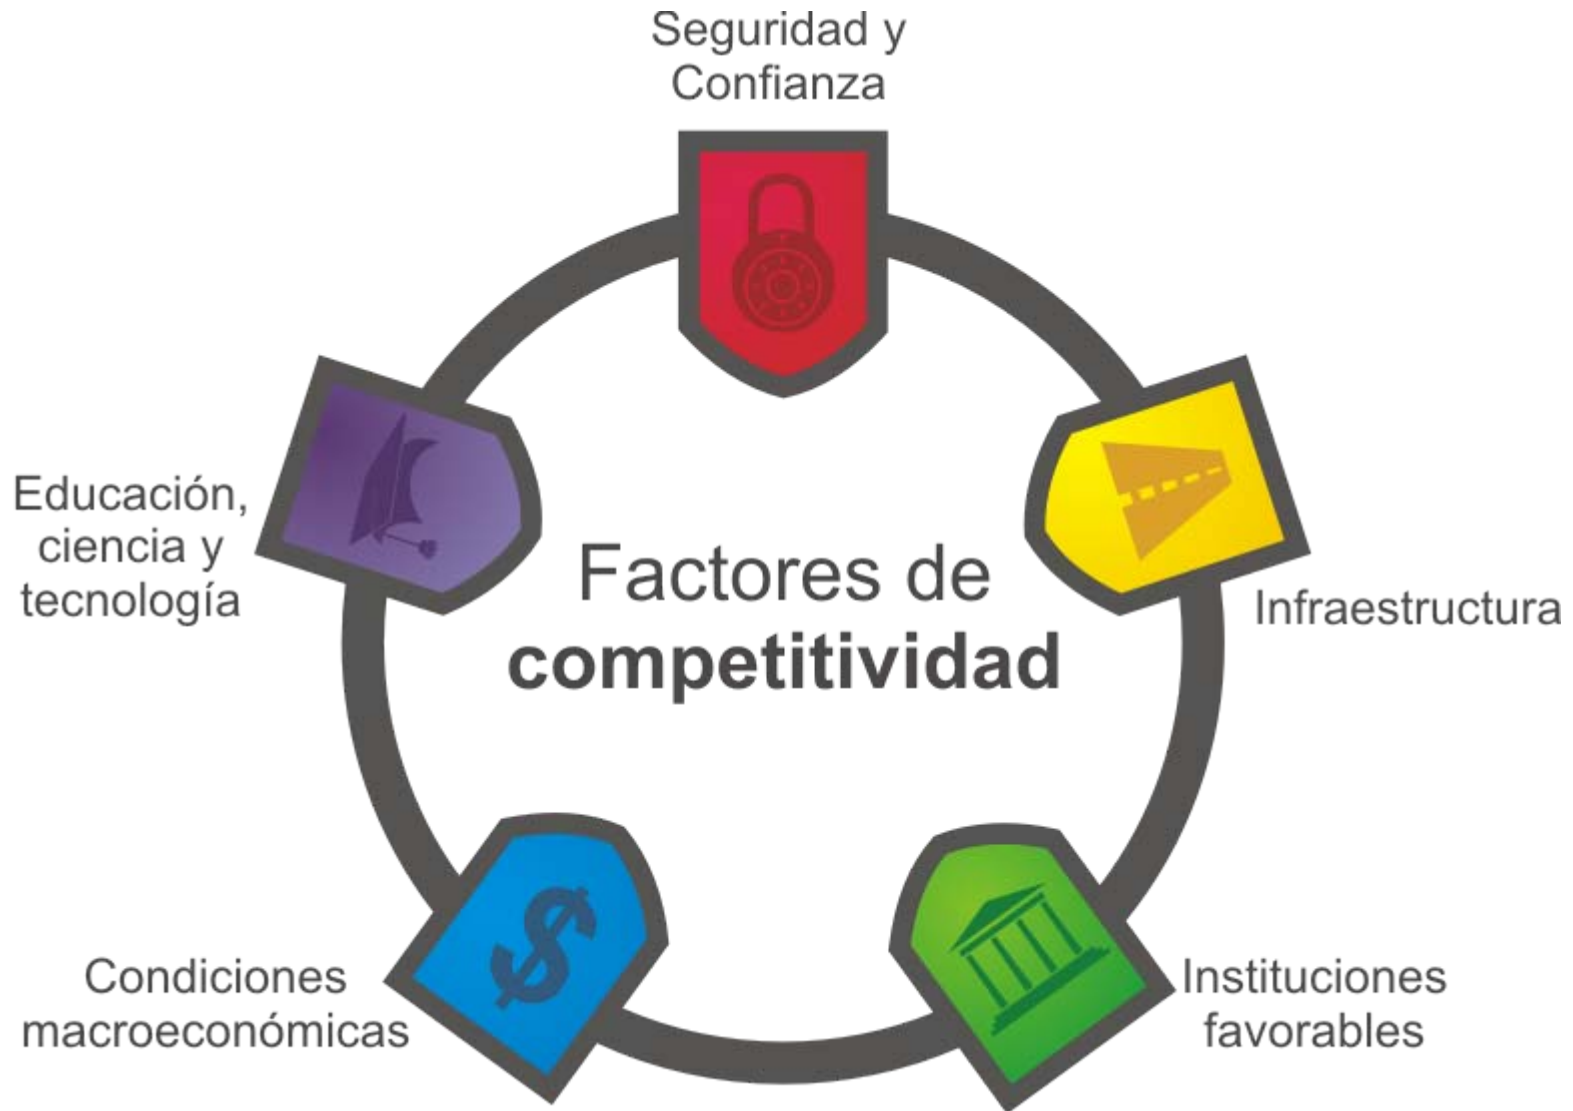 Seguridad y
Confianza
Educación,
ciencia y
tecnología
Factores de
competitividad
Infraestructura
Condiciones
macroeconómicas
Instituciones
favorables
$